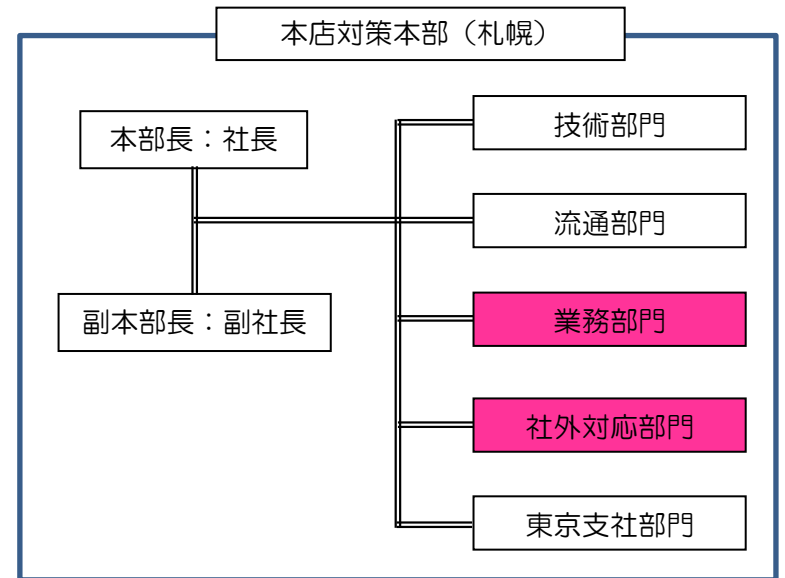 本店対策本部（札幌）
本部長：社長
副本部長：副社長
技術部門
流通部門
業務部門
社外対応部門
東京支社部門